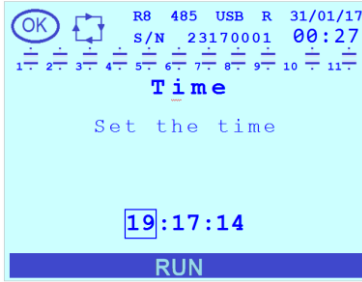 OK R8 485 USB R 31/01/17
S/N 23170001 00:27
1 2 3 4 5 6 7 8 9 10 11
Time
Set the time
19:17:14
RUN